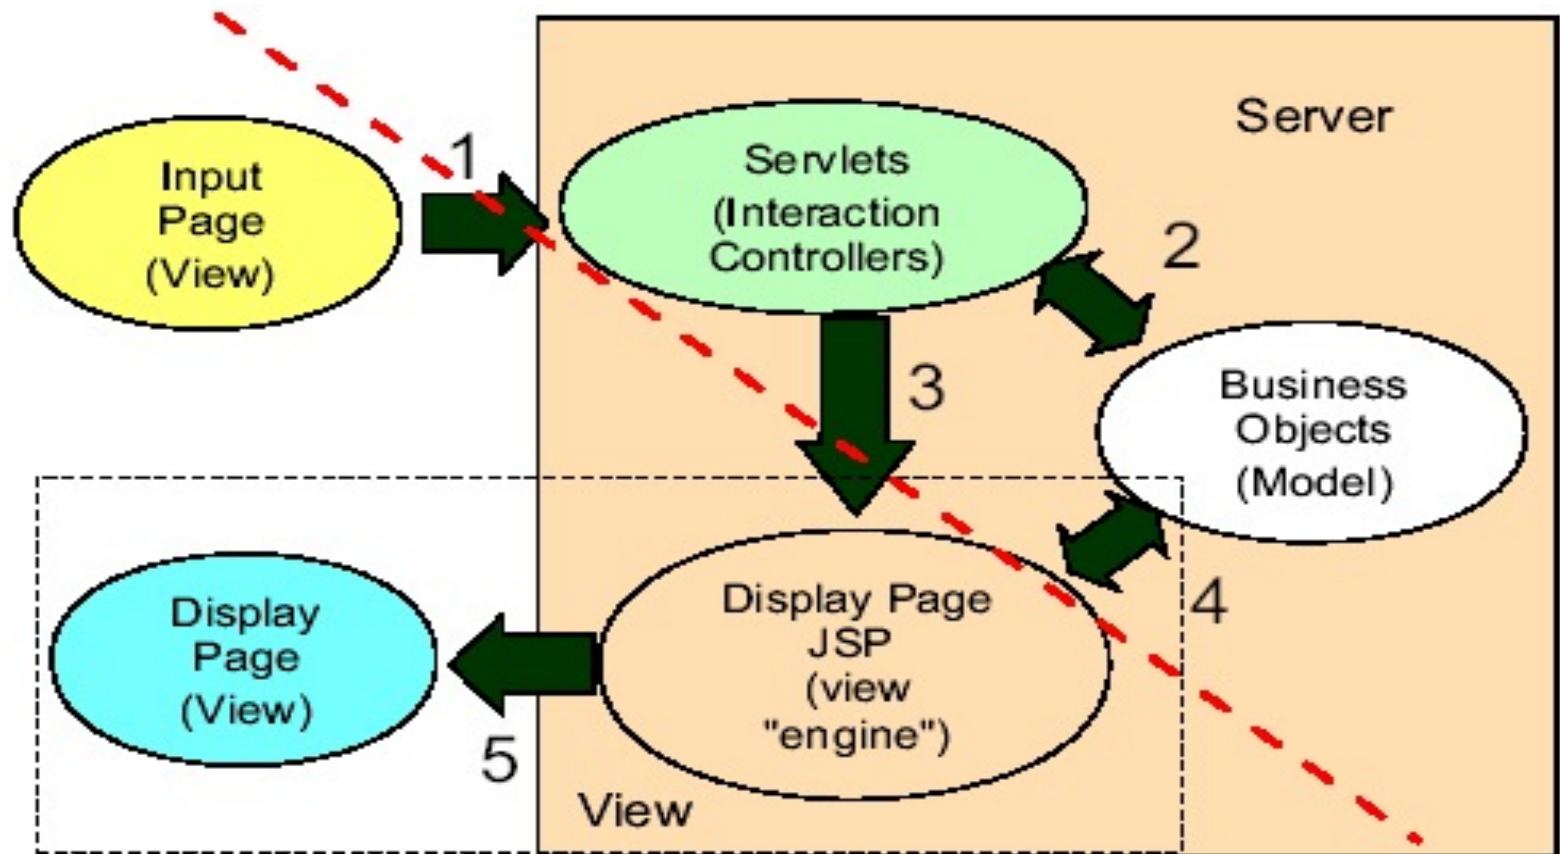 Server
1
Input
Page
(View)
Servlets
(Interaction
Controllers)
2
3
Business
Objects
(Model)
4
Display Page
JSP
(view
"engine")
Display
Page
(View)
5
View